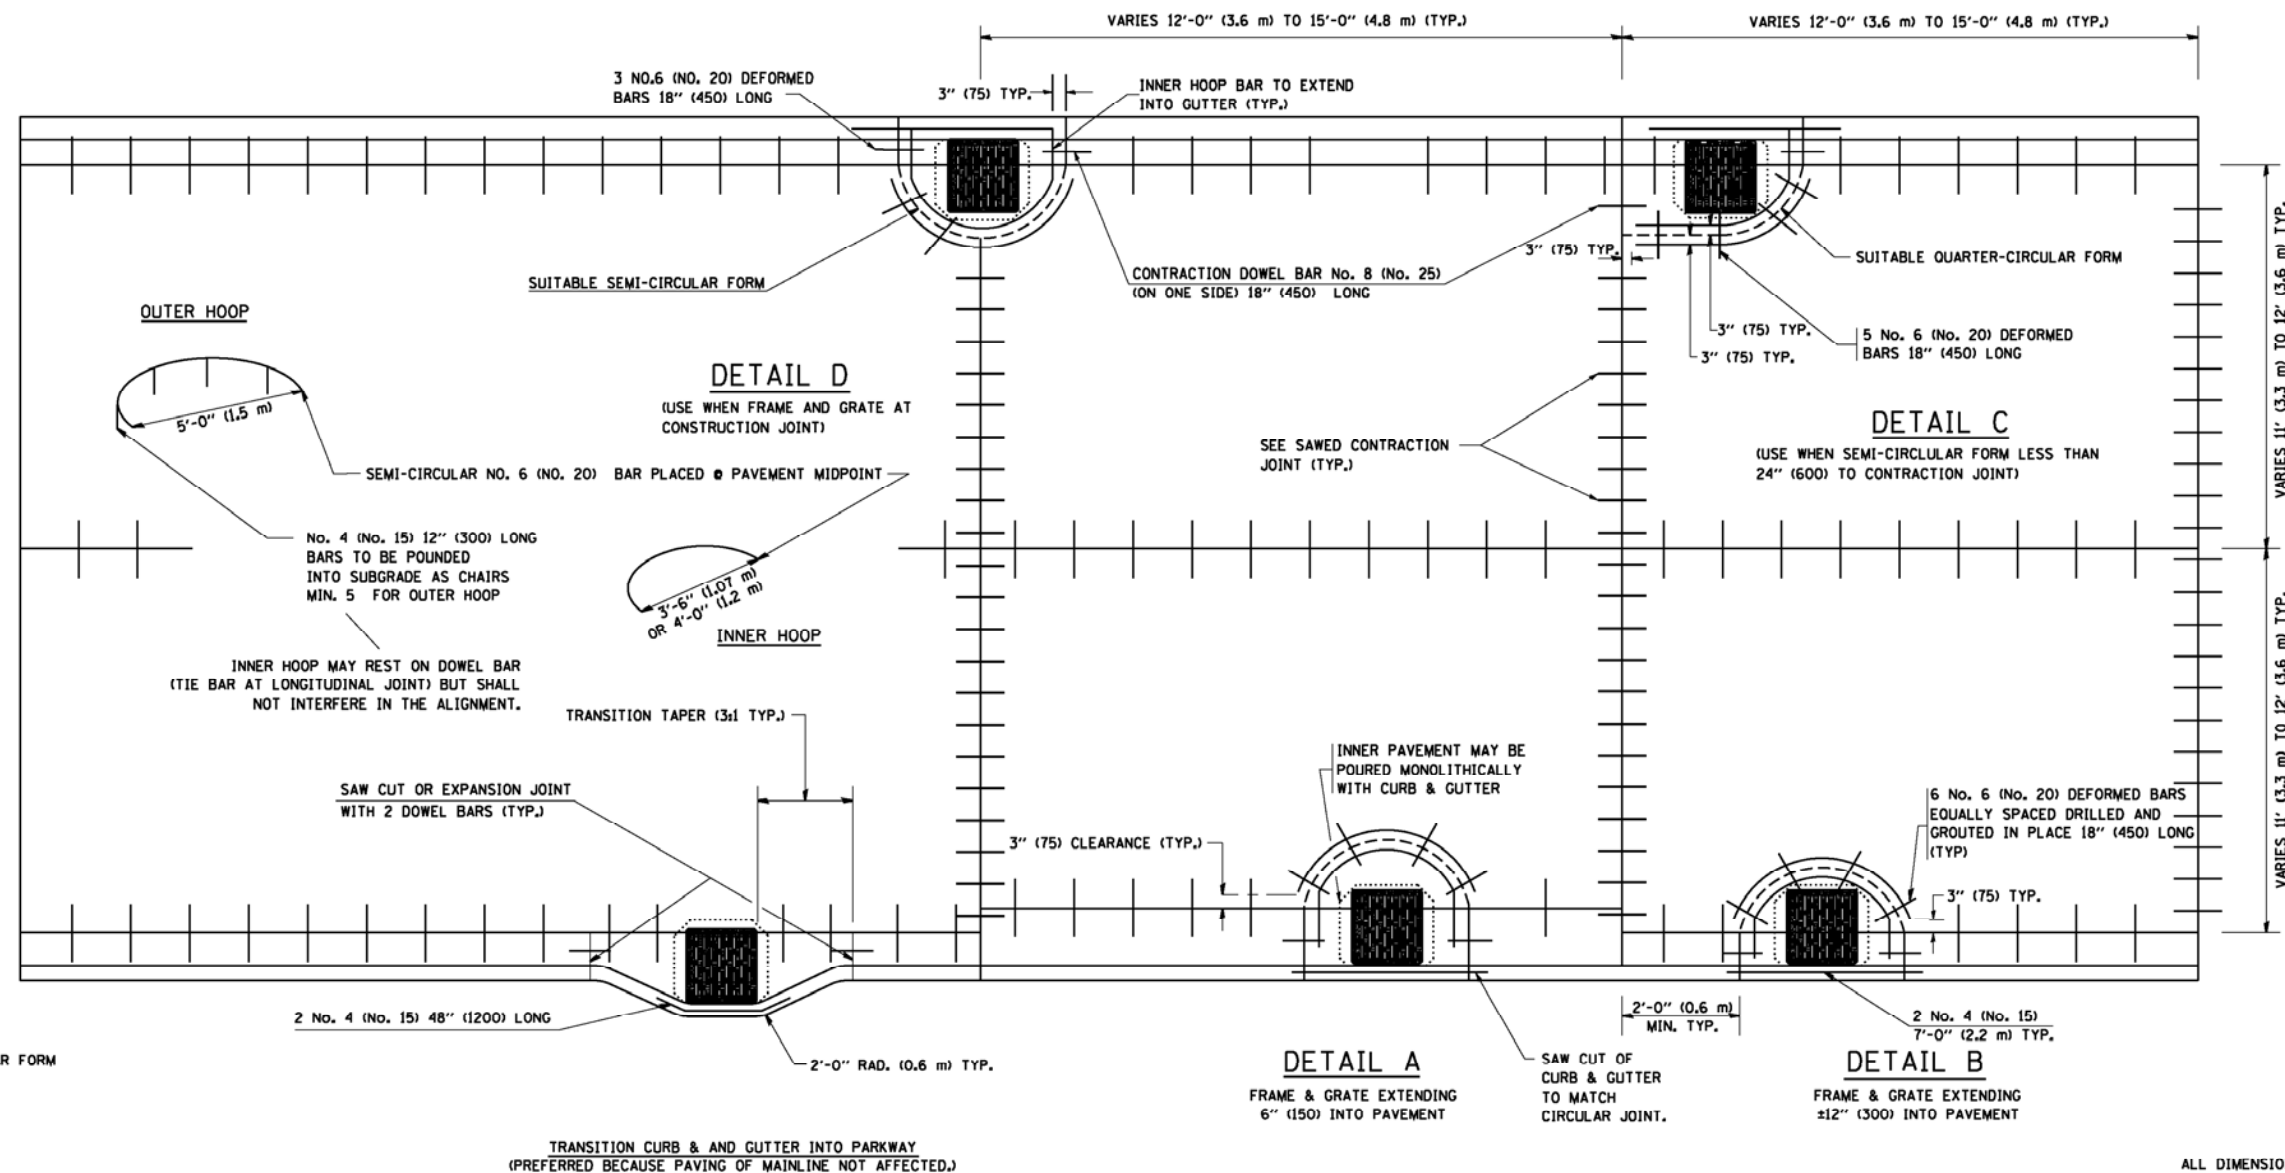 VARIES 12'-0" (3.6 m) TO 15'-0" (4.8 m) (TYP.)
VARIES 12'-0" (3.6 m) TO 15'-0" (4.8 m) (TYP.)
3 NO.6 (NO. 20) DEFORMED
BARS 18" (450) LONG
3" (75) TYP.
INNER HOOP BAR TO EXTEND
INTO GUTTER (TYP.)
SUITABLE SEMI-CIRCULAR FORM
CONTRACTION DOWEL BAR No. 8 (No. 25)
(ON ONE SIDE) 18" (450) LONG
3" (75) TYP.
SUITABLE QUARTER-CIRCULAR FORM
3" (75) TYP.
3" (75) TYP.
5 No. 6 (No. 20) DEFORMED
BARS 18" (450) LONG
VARIES 11' (3.3 m) TO 12' (3.6 m) TYP.
OUTER HOOP
5'-0" (1.5 m)
DETAIL D
(USE WHEN FRAME AND GRATE AT
CONSTRUCTION JOINT)
SEMI-CIRCULAR NO. 6 (NO. 20) BAR PLACED @ PAVEMENT MIDPOINT
SEE SAWED CONTRACTION
JOINT (TYP.)
DETAIL C
(USE WHEN SEMI-CIRCLULAR FORM LESS THAN
24" (600) TO CONTRACTION JOINT)
No. 4 (No. 15) 12" (300) LONG
BARS TO BE POUNDED
INTO SUBGRADE AS CHAIRS
MIN. 5 FOR OUTER HOOP
3'-6" (1.07 m)
OR 4'-0" (1.2 m)
INNER HOOP
INNER HOOP MAY REST ON DOWEL BAR
(TIE BAR AT LONGITUDINAL JOINT) BUT SHALL
NOT INTERFERE IN THE ALIGNMENT.
VARIES 11' (3.3 m) TO 12' (3.6 m) TYP.
TRANSITION TAPER (3:1 TYP.)
SAW CUT OR EXPANSION JOINT
WITH 2 DOWEL BARS (TYP.)
INNER PAVEMENT MAY BE
POURED MONOLITHICALLY
WITH CURB & GUTTER
3" (75) CLEARANCE (TYP.)
6 No. 6 (No. 20) DEFORMED BARS
EQUALLY SPACED DRILLED AND
GROUTED IN PLACE 18" (450) LONG
(TYP)
3" (75) TYP.
2 No. 4 (No. 15) 48" (1200) LONG
2'-0" RAD. (0.6 m) TYP.
2'-0" (0.6 m)
MIN. TYP.
2 No. 4 (No. 15)
7'-0" (2.2 m) TYP.
R FORM
DETAIL A
FRAME & GRATE EXTENDING
6" (150) INTO PAVEMENT
SAW CUT OF
CURB & GUTTER
TO MATCH
CIRCULAR JOINT.
DETAIL B
FRAME & GRATE EXTENDING
±12" (300) INTO PAVEMENT
TRANSITION CURB & AND GUTTER INTO PARKWAY
(PREFERRED BECAUSE PAVING OF MAINLINE NOT AFFECTED.)
ALL DIMENSIO